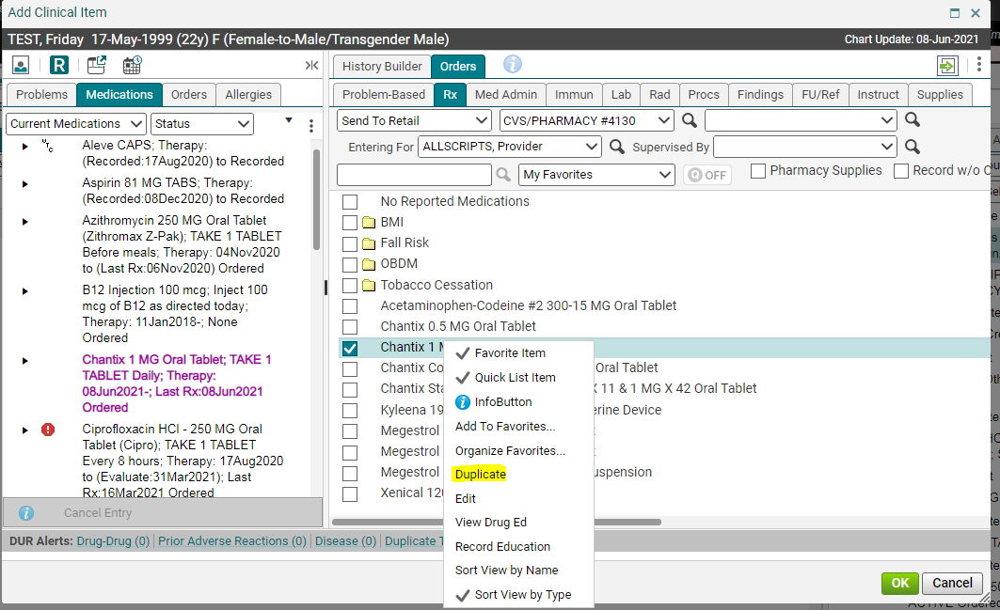 Add Clinical Item
TEST, Friday 17-May-1999 (22y) F (Female-to-Male/Transgender Male)
Chart Update: 08-Jun-2021
R
Problems
Medications
Orders
Allergies
Current Medications
Status
Aleve CAPS; Therapy:
(Recorded:17Aug2020) to Recorded
Aspirin 81 MG TABS; Therapy:
(Recorded:08Dec2020) to Recorded
Azithromycin 250 MG Oral Tablet
(Zithromax Z-Pak); TAKE 1 TABLET
Before meals; Therapy: 04Nov2020
to (Last Rx:06Nov2020) Ordered
B12 Injection 100 mcg; Inject 100
mcg of B12 as directed today;
Therapy: 11Jan2018-; None
Ordered
Chantix 1 MG Oral Tablet; TAKE 1
TABLET Daily; Therapy:
08Jun2021-; Last Rx:08Jun2021
Ordered
Ciprofloxacin HCl - 250 MG Oral
Tablet (Cipro); TAKE 1 TABLET
Every 8 hours; Therapy: 17Aug2020
to (Evaluate:31Mar2021); Last
Rx:16Mar2021 Ordered
Cancel Entry
History Builder
Orders
Problem-Based
Rx
Med Admin
Immun
Lab
Rad
Procs
Findings
FU/Ref
Instruct
Supplies
Send To Retail
CVS/PHARMACY #4130
Entering For
ALLSCRIPTS, Provider
Supervised By
My Favorites
Q OFF
Pharmacy Supplies
Record w/o
No Reported Medications
BMI
Fall Risk
OBDM
Tobacco Cessation
Acetaminophen-Codeine #2 300-15 MG Oral Tablet
Chantix 0.5 MG Oral Tablet
Chantix 1
Chantix Co Oral Tablet
Chantix Sta X 11 & 1 MG X 42 Oral Tablet
Kyleena 19 erine Device
Megestrol
Megestrol
Megestrol uspension
Xenical 120
Favorite Item
Quick List Item
InfoButton
Add To Favorites...
Organize Favorites...
Duplicate
Edit
View Drug Ed
Record Education
Sort View by Name
Sort View by Type
DUR Alerts: Drug-Drug (0) Prior Adverse Reactions (0) Disease (0) Duplicate T
OK
Cancel